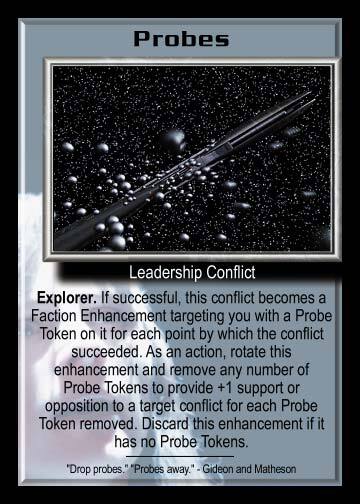 Probes
Leadership Conflict
Explorer. If successful, this conflict becomes a
Faction Enhancement targeting you with a Probe
Token on it for each point by which the conflict
succeeded. As an action, rotate this
enhancement and remove any number of
Probe Tokens to provide +1 support or
opposition to a target conflict for each Probe
Token removed. Discard this enhancement if it
has no Probe Tokens.
"Drop probes." "Probes away." - Gideon and Matheson